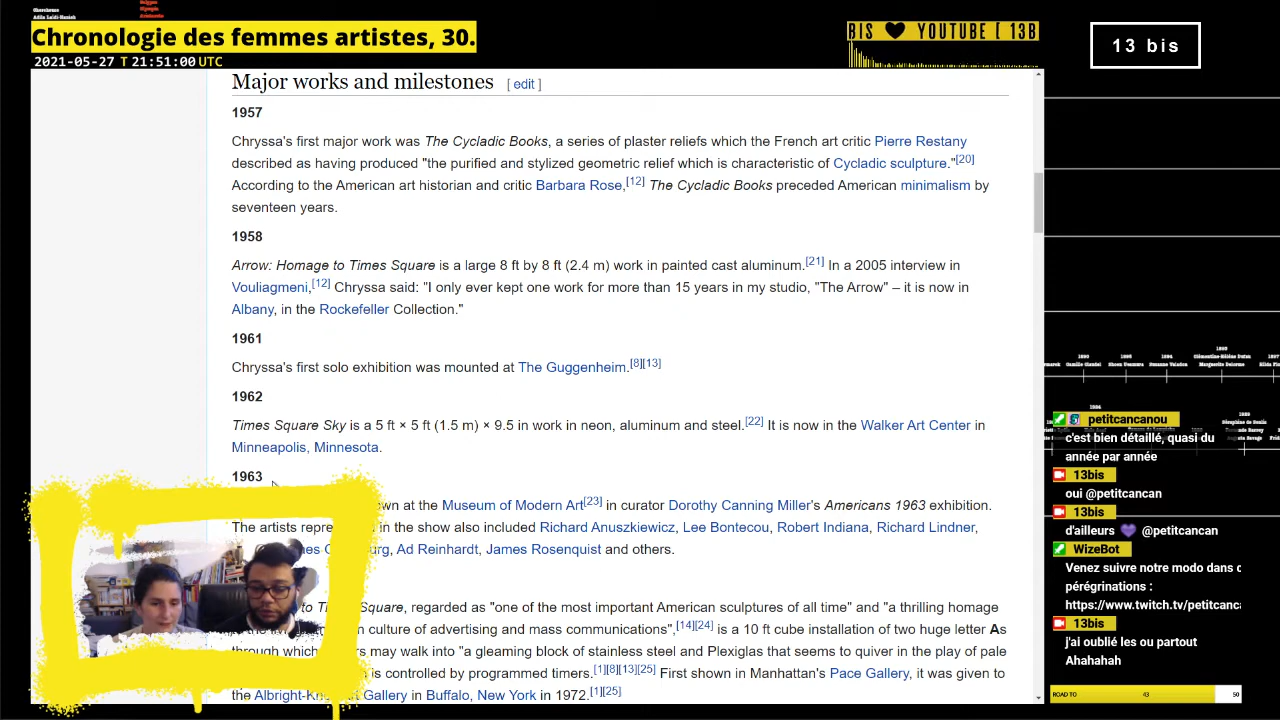 Chronologie des femmes artistes, 30.
2021-05-27 T 21:51:00 UTC
BIS ♥ YOUTUBE [ 13B
13 bis
Major works and milestones [ edit ]
1957
Chryssa's first major work was The Cycladic Books, a series of plaster reliefs which the French art critic Pierre Restany
described as having produced "the purified and stylized geometric relief which is characteristic of Cycladic sculpture."[20]
According to the American art historian and critic Barbara Rose,[12] The Cycladic Books preceded American minimalism by
seventeen years.
1958
Arrow: Homage to Times Square is a large 8 ft by 8 ft (2.4 m) work in painted cast aluminum.[21] In a 2005 interview in
Vouliagmeni,[12] Chryssa said: "I only ever kept one work for more than 15 years in my studio, "The Arrow" – it is now in
Albany, in the Rockefeller Collection."
1961
Chryssa's first solo exhibition was mounted at The Guggenheim.[8][13]
1962
Times Square Sky is a 5 ft × 5 ft (1.5 m) × 9.5 in work in neon, aluminum and steel.[22] It is now in the Walker Art Center in
Minneapolis, Minnesota.
1963
at the Museum of Modern Art[23] in curator Dorothy Canning Miller's Americans 1963 exhibition.
The artists in the show also included Richard Anuszkiewicz, Lee Bontecou, Robert Indiana, Richard Lindner,
Ad Reinhardt, James Rosenquist and others.
Square, regarded as "one of the most important American sculptures of all time" and "a thrilling homage
culture of advertising and mass communications",[14][24] is a 10 ft cube installation of two huge letter As
through which may walk into "a gleaming block of stainless steel and Plexiglas that seems to quiver in the play of pale
is controlled by programmed timers.[1][8][13][25] First shown in Manhattan's Pace Gallery, it was given to
the Gallery in Buffalo, New York in 1972.[1][25]
petitcancanou
c'est bien détaillé, quasi du
année par année
13bis
oui @petitcancan
13bis
d'ailleurs 💜 @petitcancan
WizeBot
Venez suivre notre modo dans
pérégrinations :
https://www.twitch.tv/petitcanc
13bis
j'ai oublié les ou partout
Ahahahah
ROAD TO 43 50